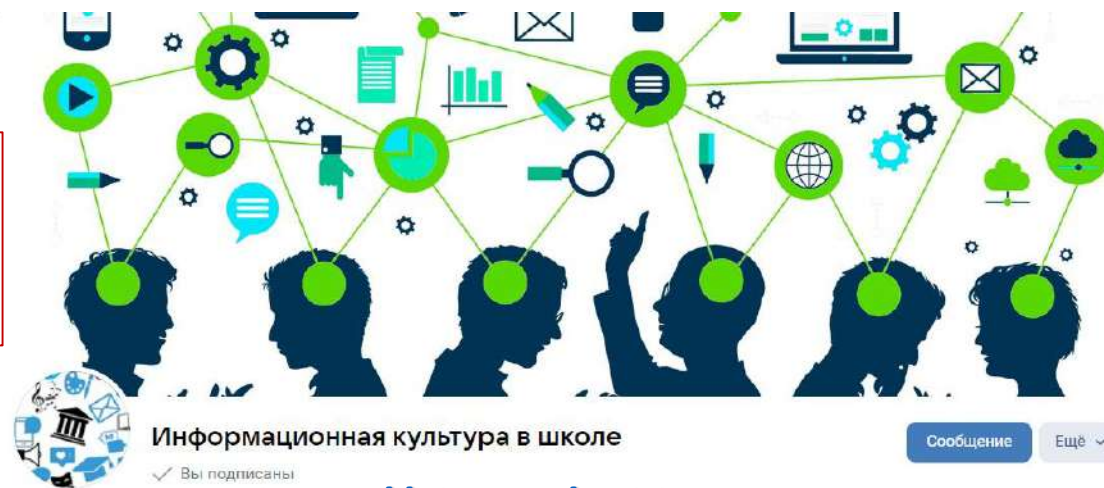 Информационная культура в школе
Вы подписаны
Сообщение
Ещё